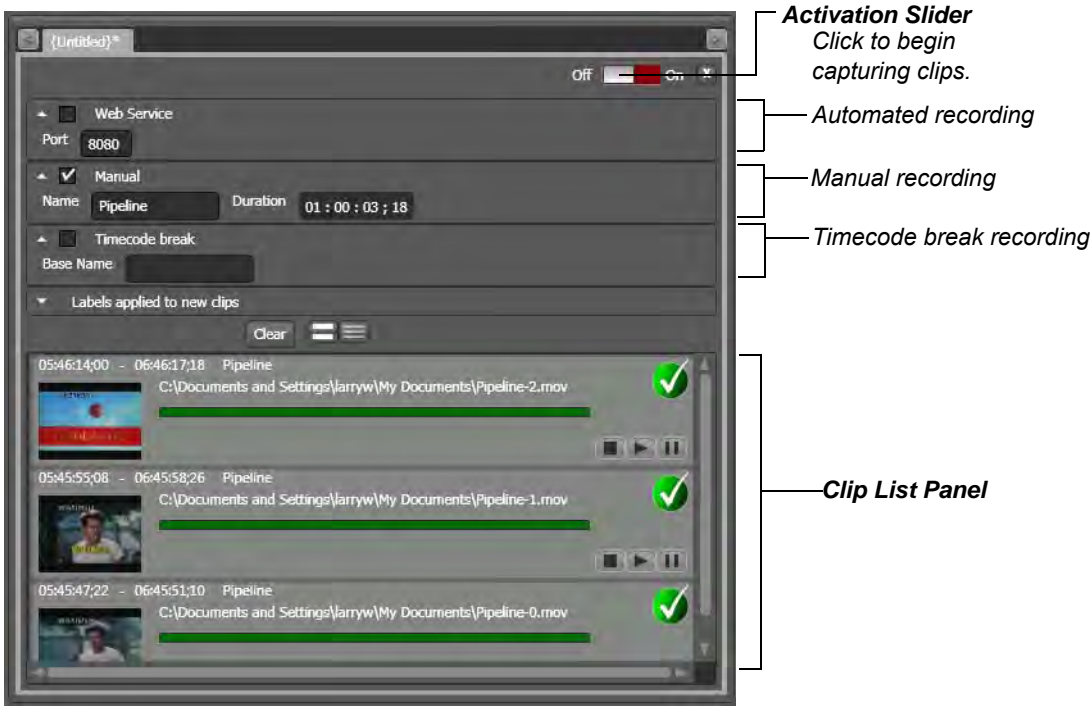 Activation Slider
Click to begin
capturing clips.
{Untitled}*
Off On x
Web Service
Port 8080
Automated recording
Manual
Name Pipeline Duration 01 : 00 : 03 ; 18
Manual recording
Timecode break
Base Name
Timecode break recording
Labels applied to new clips
Clear
05:46:14;00 - 06:46:17;18 Pipeline
C:\Documents and Settings\larryw\My Documents\Pipeline-2.mov
05:45:55;08 - 06:45:58;26 Pipeline
C:\Documents and Settings\larryw\My Documents\Pipeline-1.mov
Clip List Panel
05:45:47;22 - 06:45:51;10 Pipeline
C:\Documents and Settings\larryw\My Documents\Pipeline-0.mov